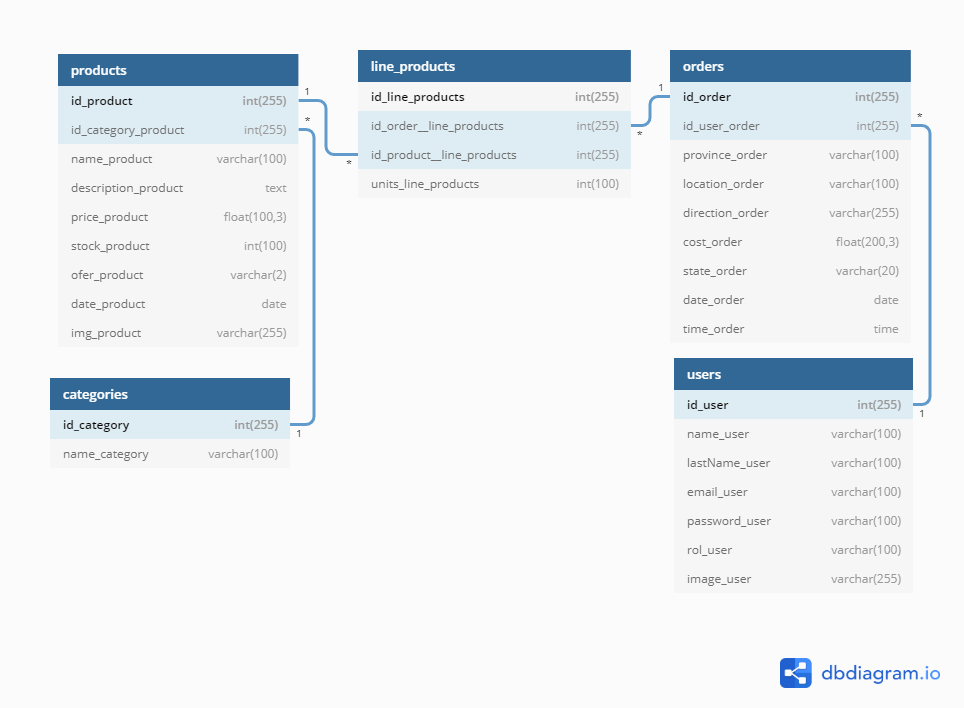 products
id_product int(255)
id_category_product int(255)
name_product varchar(100)
description_product text
price_product float(100,3)
stock_product int(100)
ofer_product varchar(2)
date_product date
img_product varchar(255)
1
*
*
line_products
id_line_products int(255)
id_order__line_products int(255)
id_product__line_products int(255)
units_line_products int(100)
1
*
orders
id_order int(255)
id_user_order int(255)
province_order varchar(100)
location_order varchar(100)
direction_order varchar(255)
cost_order float(200,3)
state_order varchar(20)
date_order date
time_order time
*
categories
id_category int(255)
name_category varchar(100)
1
users
id_user int(255)
name_user varchar(100)
lastName_user varchar(100)
email_user varchar(100)
password_user varchar(100)
rol_user varchar(100)
image_user varchar(255)
1
dbdiagram.io